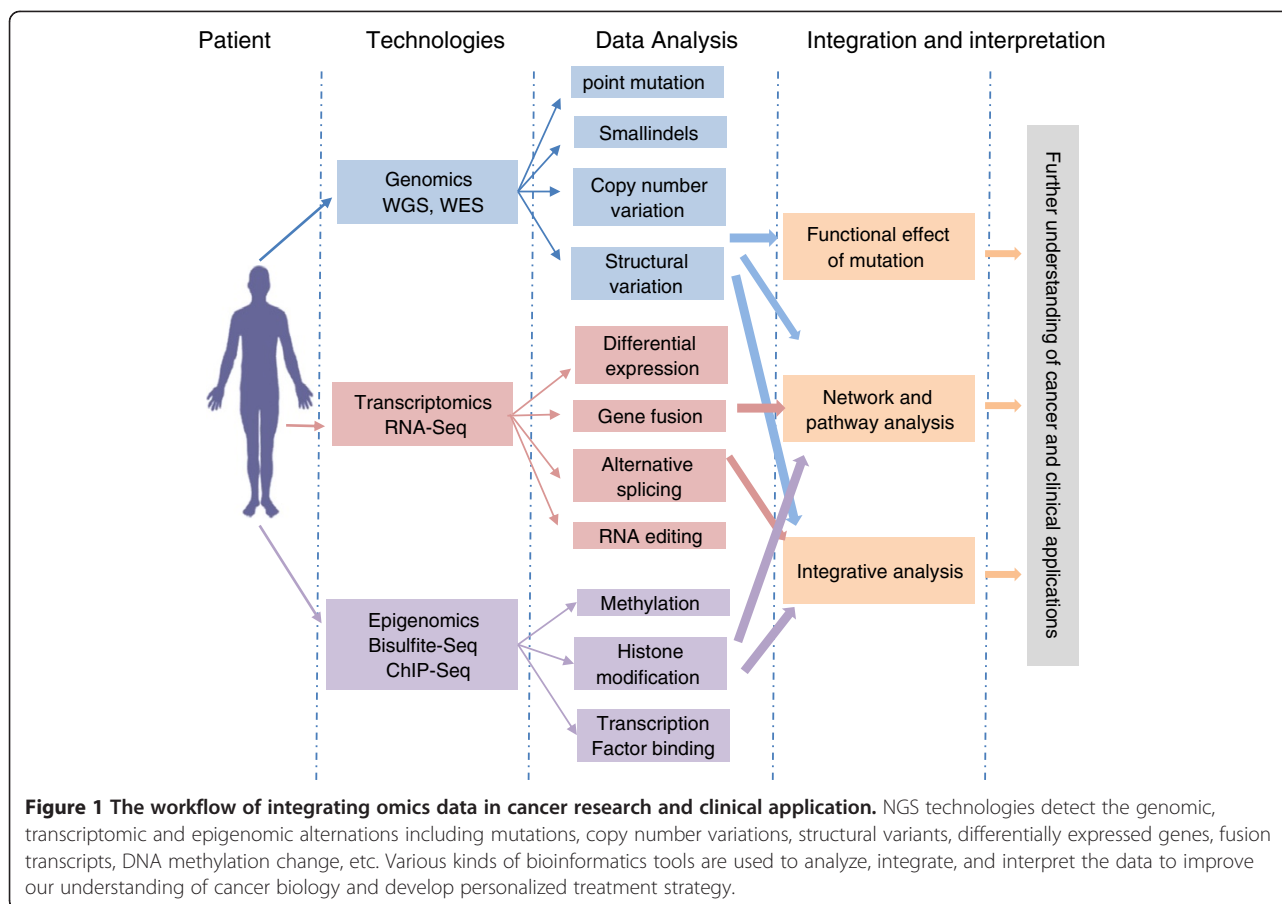 Patient
Technologies
Data Analysis
Integration and interpretation
Genomics
WGS, WES
Transcriptomics
RNA-Seq
Epigenomics
Bisulfite-Seq
ChIP-Seq
point mutation
Smallindels
Copy number
variation
Structural
variation
Differential
expression
Gene fusion
Alternative
splicing
RNA editing
Methylation
Histone
modification
Transcription
Factor binding
Functional effect
of mutation
Network and
pathway analysis
Integrative analysis
Further understanding of cancer and clinical applications
Figure 1 The workflow of integrating omics data in cancer research and clinical application. NGS technologies detect the genomic,
transcriptomic and epigenomic alternations including mutations, copy number variations, structural variants, differentially expressed genes, fusion
transcripts, DNA methylation change, etc. Various kinds of bioinformatics tools are used to analyze, integrate, and interpret the data to improve
our understanding of cancer biology and develop personalized treatment strategy.